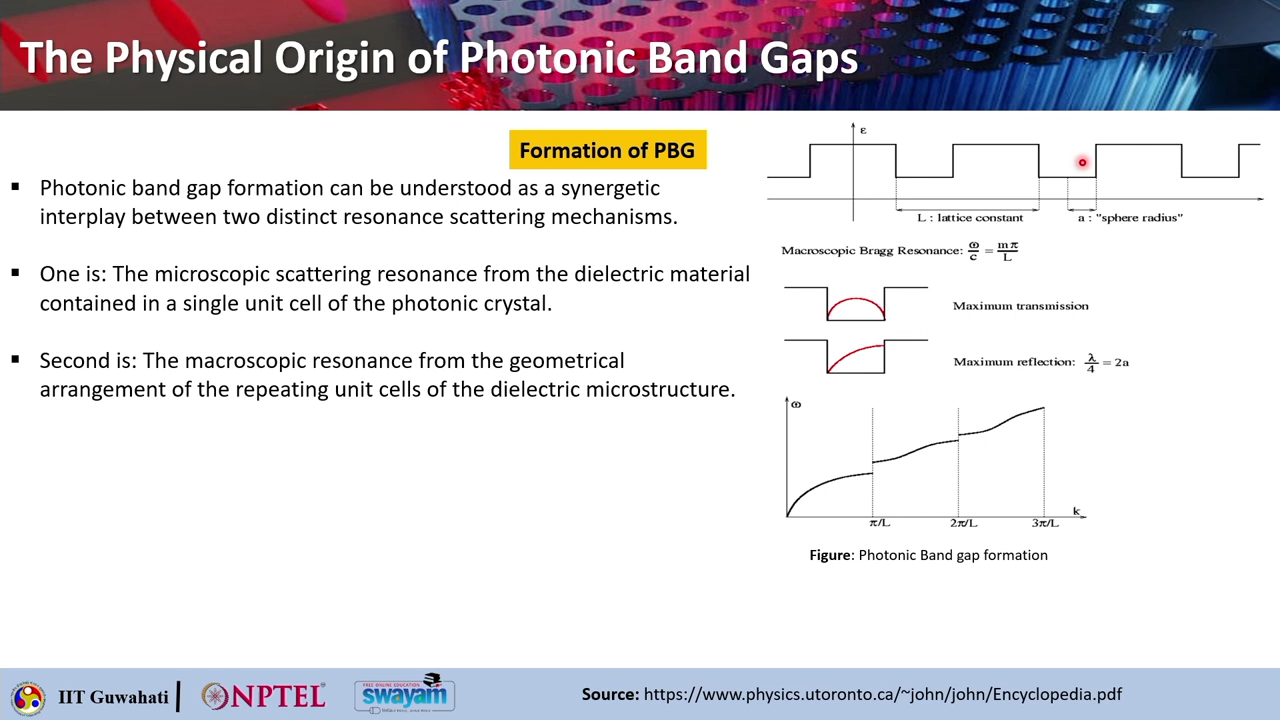 The Physical Origin of Photonic Band Gaps
Formation of PBG
▪ Photonic band gap formation can be understood as a synergetic
interplay between two distinct resonance scattering mechanisms.
▪ One is: The microscopic scattering resonance from the dielectric material
contained in a single unit cell of the photonic crystal.
▪ Second is: The macroscopic resonance from the geometrical
arrangement of the repeating unit cells of the dielectric microstructure.
ε
L : lattice constant
a : "sphere radius"
Macroscopic Bragg Resonance: ω/c = mπ/L
Maximum transmission
Maximum reflection: λ/4 = 2a
ω
k
π/L 2π/L 3π/L
Figure: Photonic Band gap formation
IIT Guwahati
NPTEL
FREE ONLINE EDUCATION
swayam
Source: https://www.physics.utoronto.ca/~john/john/Encyclopedia.pdf